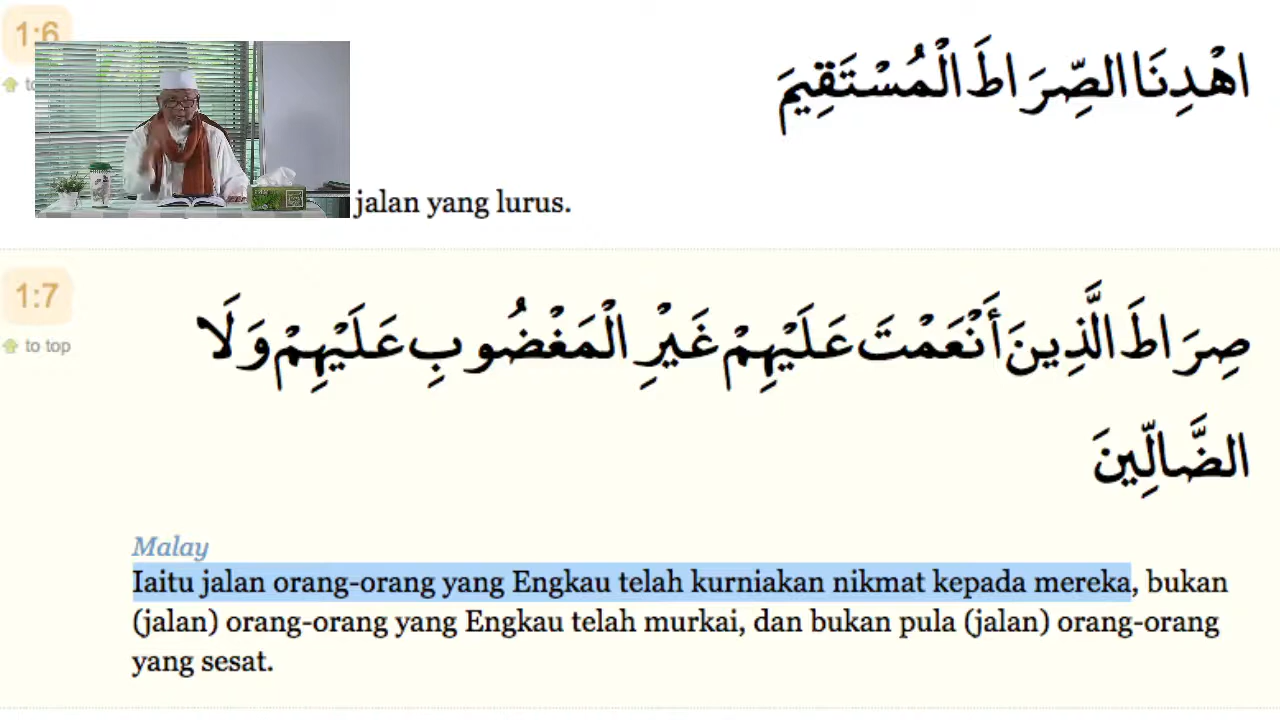 1:6
اهْدِنَا الصِّرَاطَ الْمُسْتَقِيمَ
jalan yang lurus.
1:7
to top
صِرَاطَ الَّذِينَ أَنْعَمْتَ عَلَيْهِمْ غَيْرِ الْمَغْضُوبِ عَلَيْهِمْ وَلَا
الضَّالِّينَ
Malay
Iaitu jalan orang-orang yang Engkau telah kurniakan nikmat kepada mereka, bukan
(jalan) orang-orang yang Engkau telah murkai, dan bukan pula (jalan) orang-orang
yang sesat.